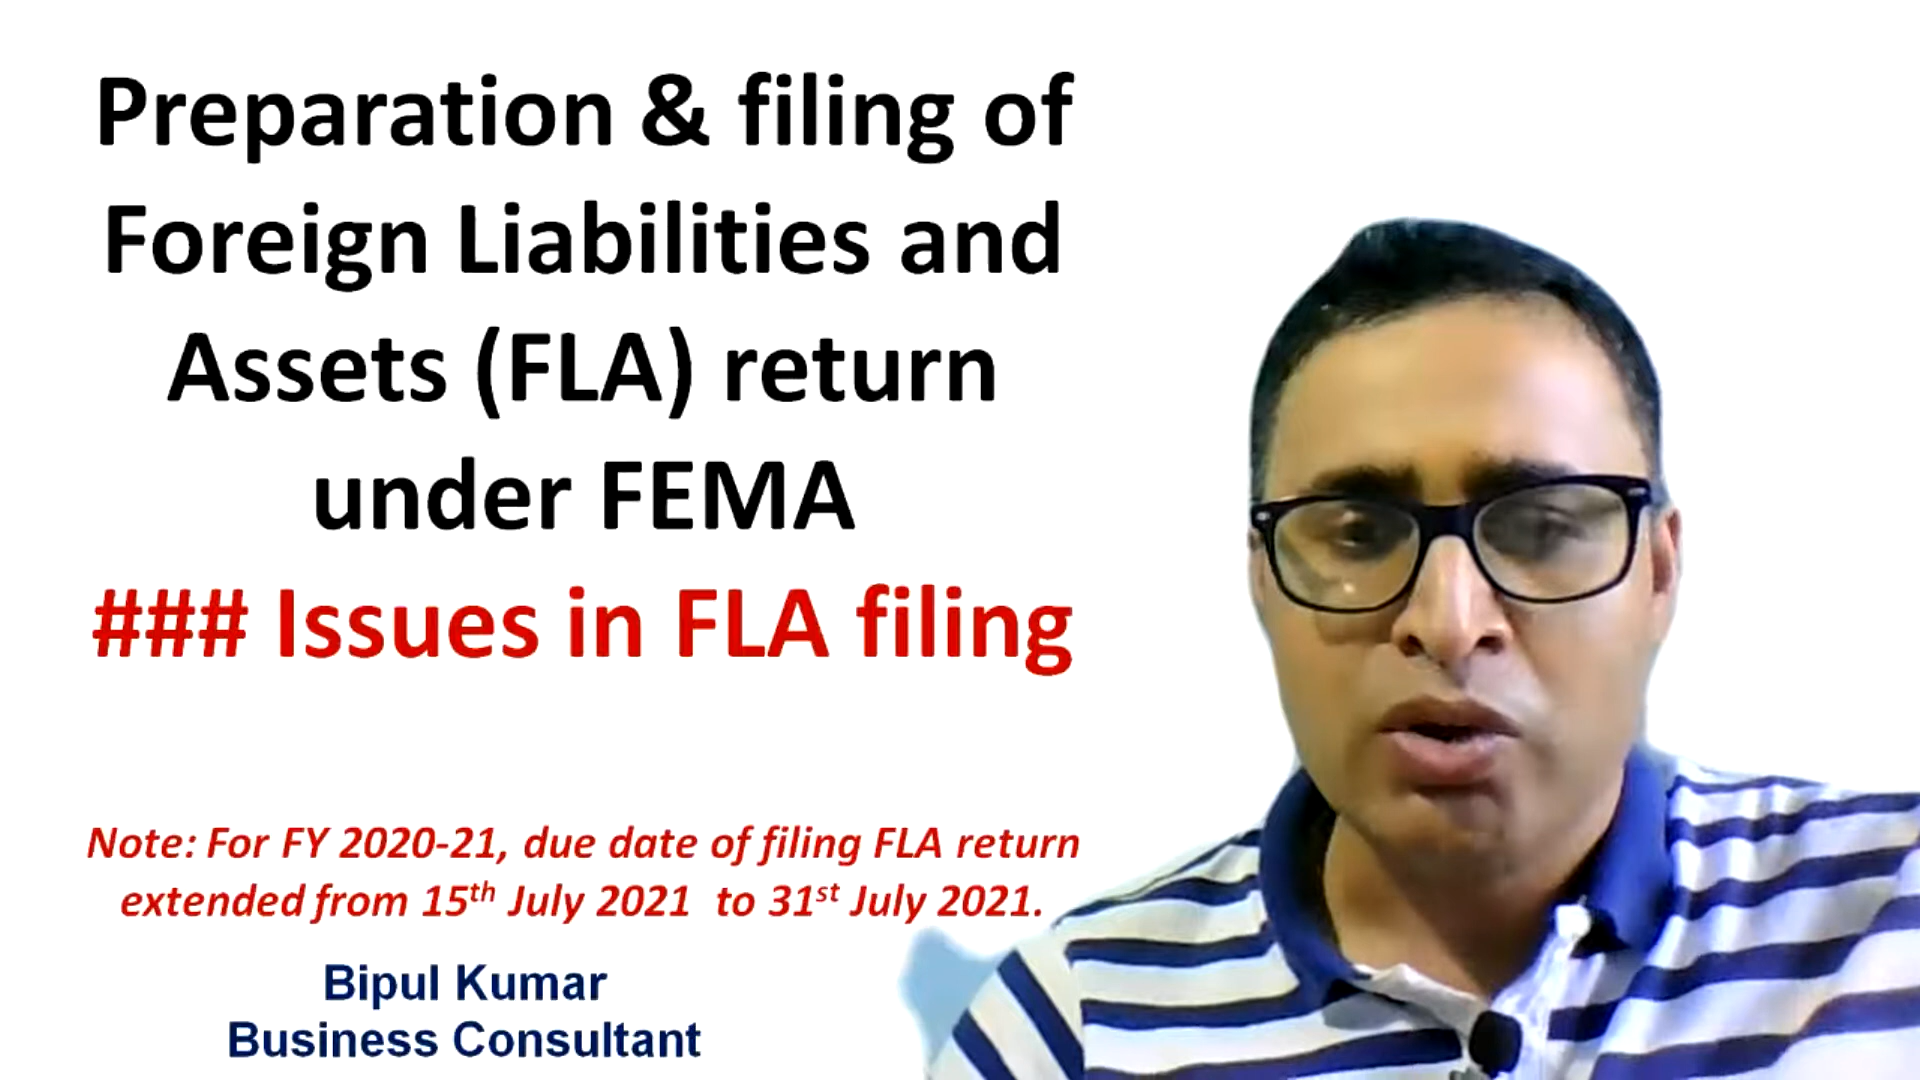 Preparation & filing of
Foreign Liabilities and
Assets (FLA) return
under FEMA
### Issues in FLA filing
Note: For FY 2020-21, due date of filing FLA return
extended from 15th July 2021 to 31st July 2021.
Bipul Kumar
Business Consultant